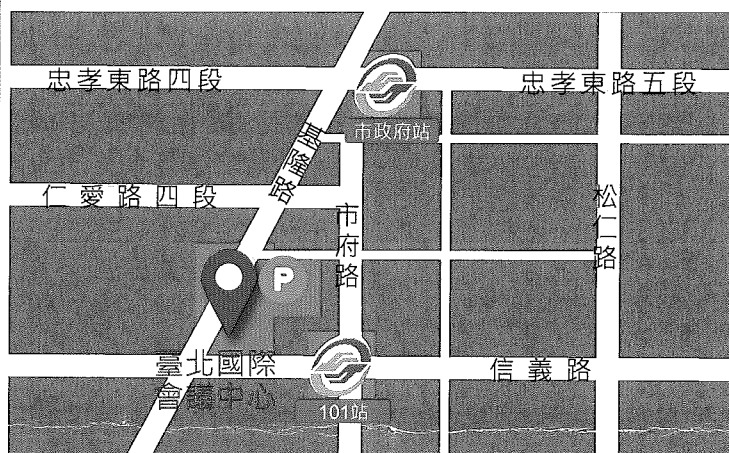 忠孝東路四段
忠孝東路五段
市政府站
基隆路
仁愛路四段
市府路
松仁路
P
臺北國際
會議中心
信義路
101站